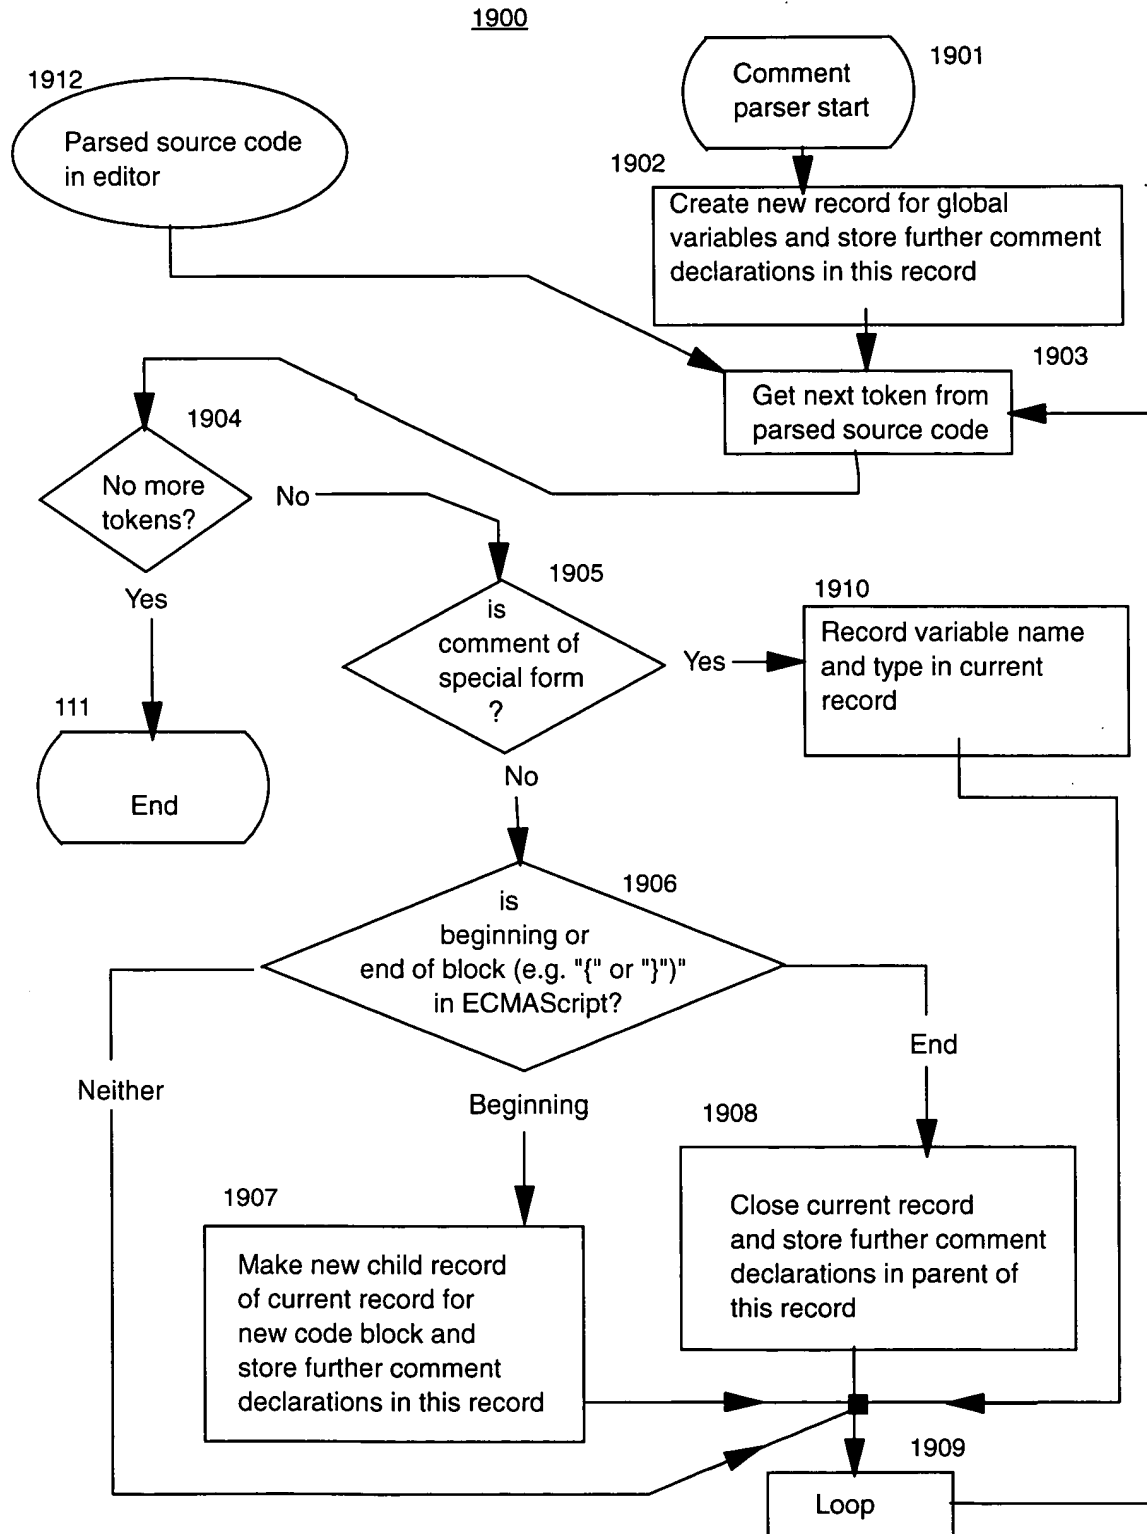 1900
1901
Comment
parser start
1912
Parsed source code
in editor
1902
Create new record for global
variables and store further comment
declarations in this record
1903
Get next token from
parsed source code
1904
No more
tokens?
No
Yes
111
End
1905
is
comment of
special form
?
Yes
No
1910
Record variable name
and type in current
record
1906
is
beginning or
end of block (e.g. "{" or "}")"
in ECMAScript?
Neither
Beginning
End
1907
Make new child record
of current record for
new code block and
store further comment
declarations in this record
1908
Close current record
and store further comment
declarations in parent of
this record
1909
Loop